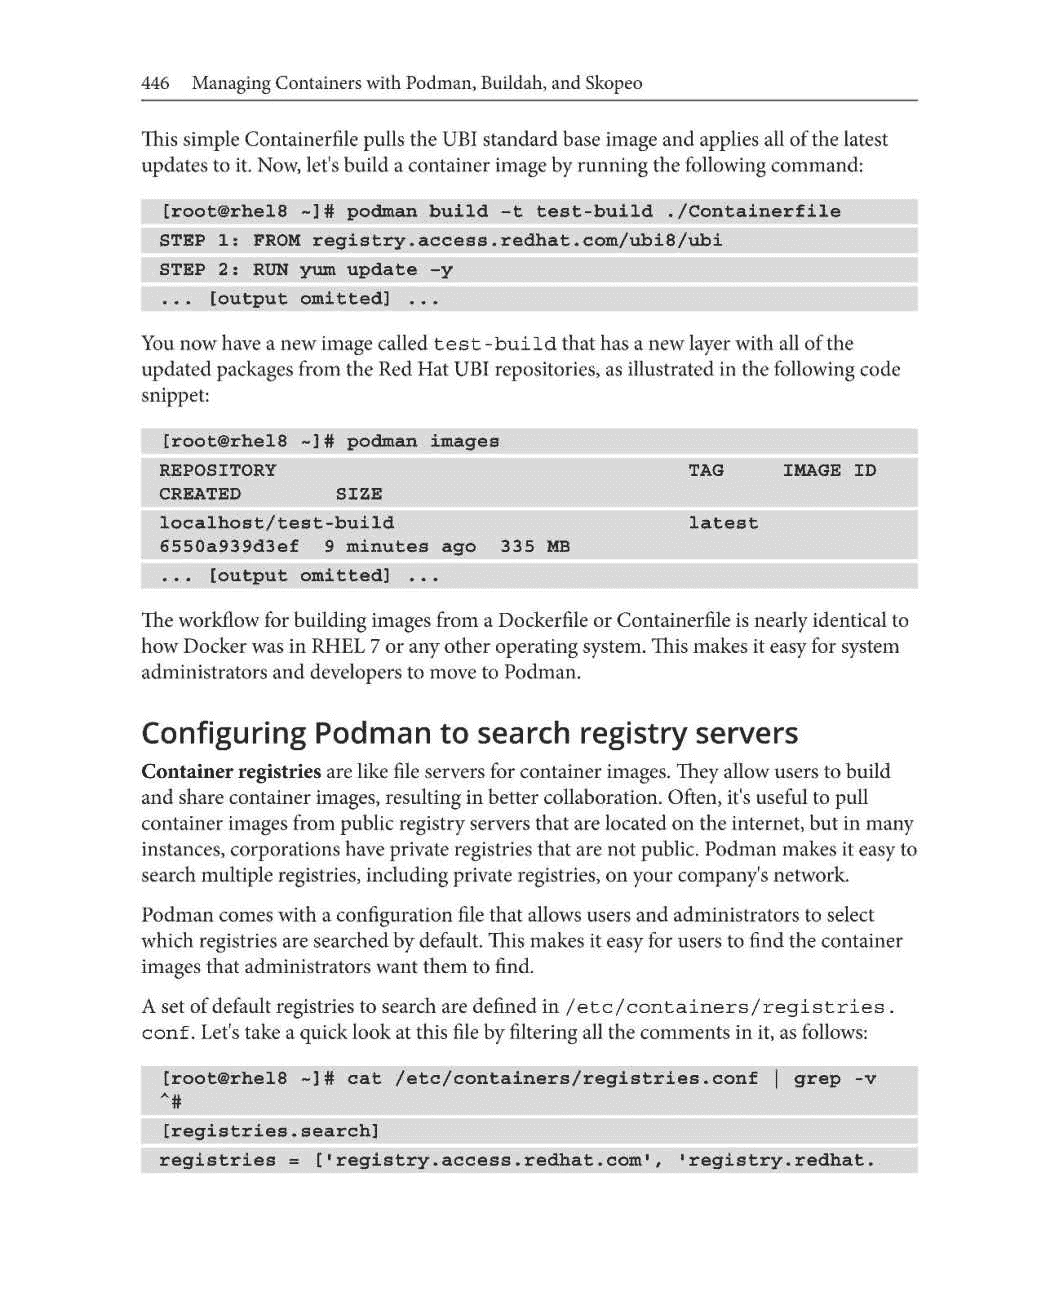 446 Managing Containers with Podman, Buildah, and Skopeo
This simple Containerfile pulls the UBI standard base image and applies all of the latest
updates to it. Now, let's build a container image by running the following command:
[root@rhel8 ~]# podman build -t test-build ./Containerfile
STEP 1: FROM registry.access.redhat.com/ubi8/ubi
STEP 2: RUN yum update -y
... [output omitted] ...
You now have a new image called test-build that has a new layer with all of the
updated packages from the Red Hat UBI repositories, as illustrated in the following code
snippet:
[root@rhel8 ~]# podman images
REPOSITORY TAG IMAGE ID
CREATED SIZE
localhost/test-build latest
6550a939d3ef 9 minutes ago 335 MB
... [output omitted] ...
The workflow for building images from a Dockerfile or Containerfile is nearly identical to
how Docker was in RHEL 7 or any other operating system. This makes it easy for system
administrators and developers to move to Podman.
Configuring Podman to search registry servers
Container registries are like file servers for container images. They allow users to build
and share container images, resulting in better collaboration. Often, it's useful to pull
container images from public registry servers that are located on the internet, but in many
instances, corporations have private registries that are not public. Podman makes it easy to
search multiple registries, including private registries, on your company's network.
Podman comes with a configuration file that allows users and administrators to select
which registries are searched by default. This makes it easy for users to find the container
images that administrators want them to find.
A set of default registries to search are defined in /etc/containers/registries.
conf. Let's take a quick look at this file by filtering all the comments in it, as follows:
[root@rhel8 ~]# cat /etc/containers/registries.conf | grep -v
^#
[registries.search]
registries = ['registry.access.redhat.com', 'registry.redhat.